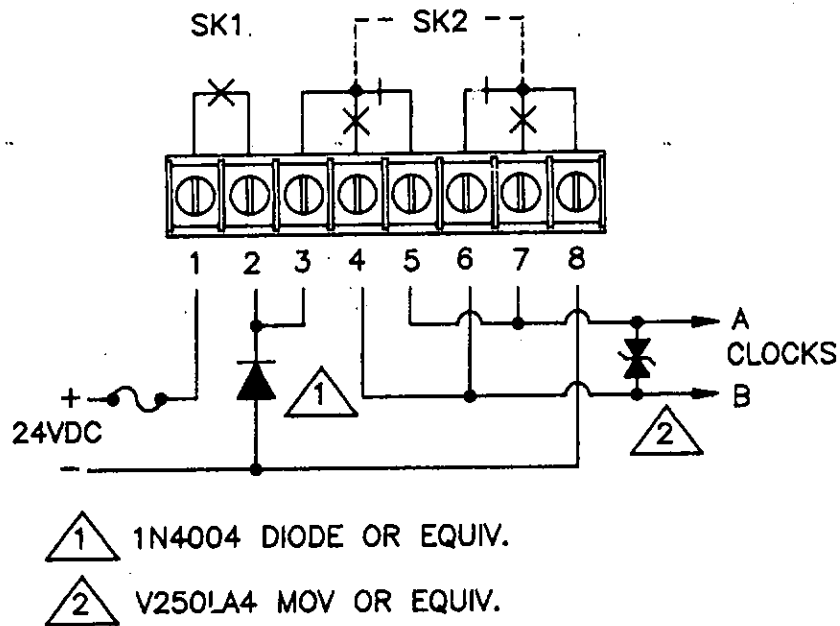 SK1 SK2
1 2 3 4 5 6 7 8
A
CLOCKS
B
1
2
+
24VDC
-
1 1N4004 DIODE OR EQUIV.
2 V250LA4 MOV OR EQUIV.